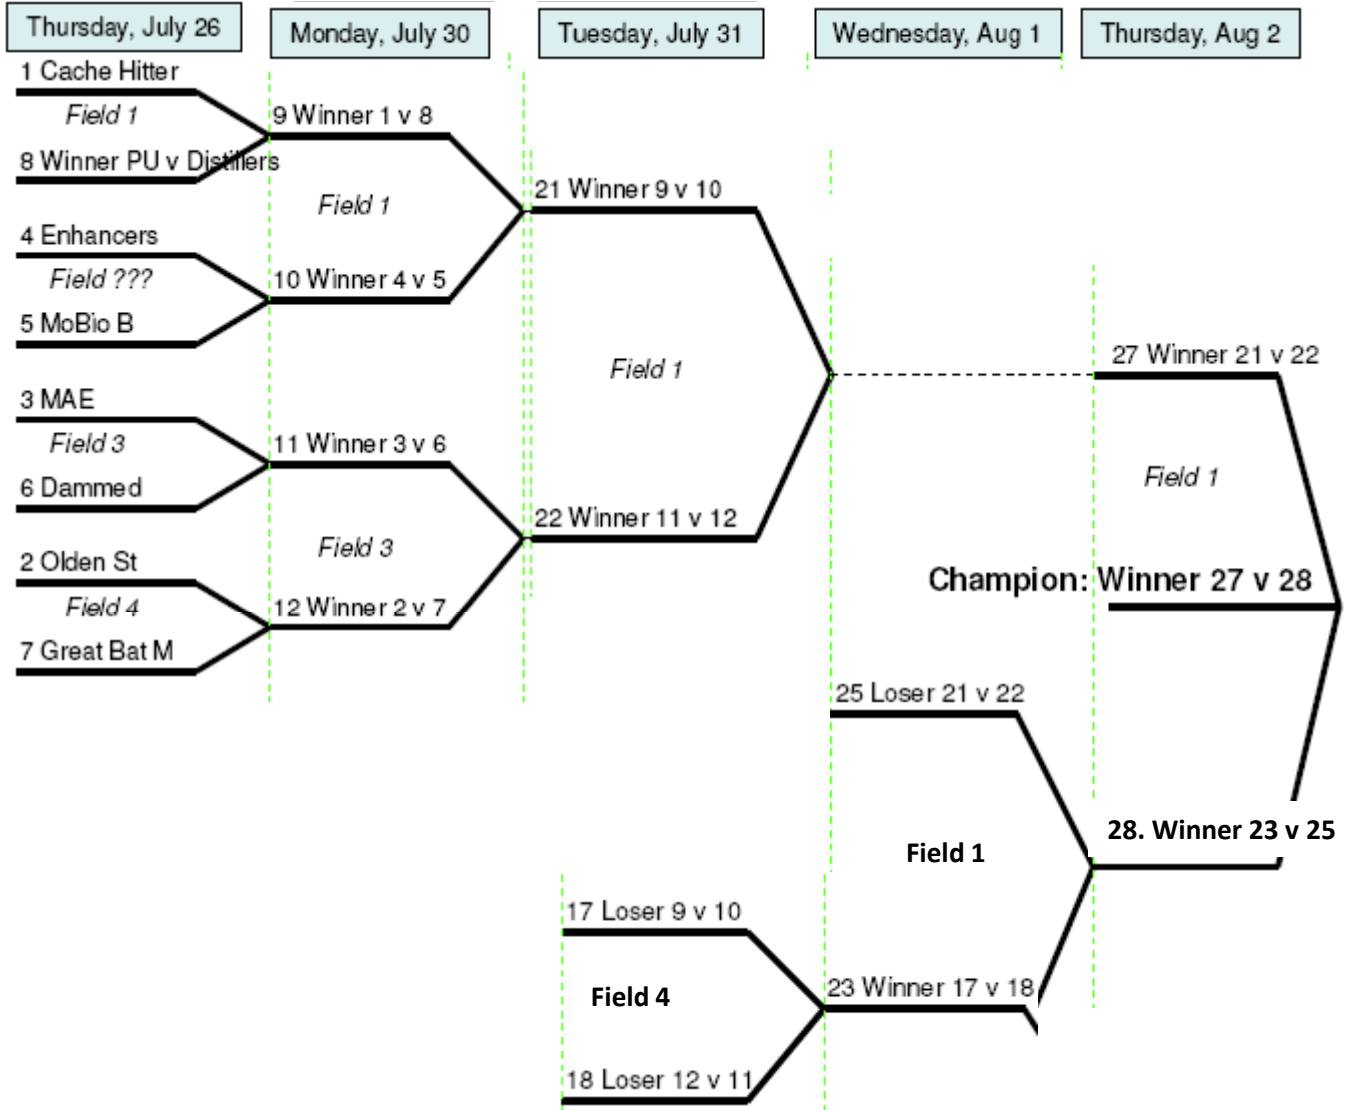 Thursday, July 26
Monday, July 30
Tuesday, July 31
Wednesday, Aug 1
Thursday, Aug 2
1 Cache Hitter
Field 1
8 Winner PU v Distillers
4 Enhancers
Field ???
5 MoBio B
3 MAE
Field 3
6 Dammed
2 Olden St
Field 4
7 Great Bat M
9 Winner 1 v 8
Field 1
10 Winner 4 v 5
11 Winner 3 v 6
Field 3
12 Winner 2 v 7
21 Winner 9 v 10
Field 1
22 Winner 11 v 12
17 Loser 9 v 10
Field 4
18 Loser 12 v 11
25 Loser 21 v 22
Field 1
23 Winner 17 v 18
27 Winner 21 v 22
Field 1
Champion: Winner 27 v 28
28. Winner 23 v 25